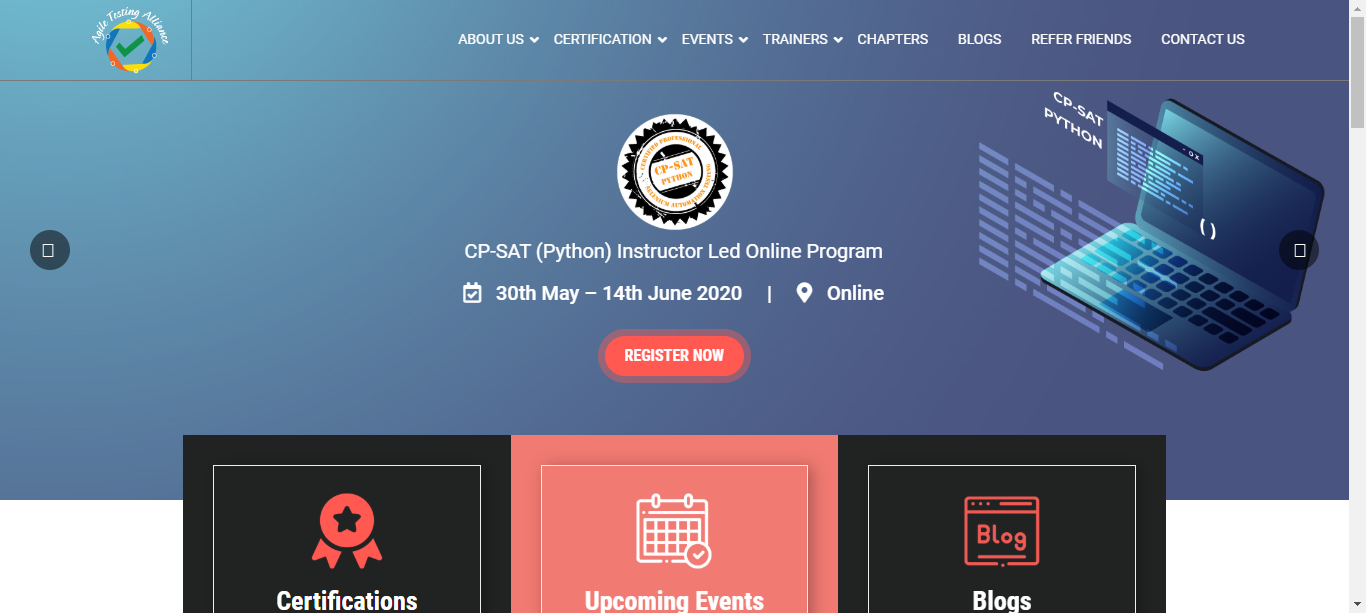 Agile Testing Alliance
ABOUT US
CERTIFICATION
EVENTS
TRAINERS
CHAPTERS
BLOGS
REFER FRIENDS
CONTACT US
CP-SAT
PYTHON
CERTIFIED PROFESSIONAL
CP-SAT
PYTHON
SELENIUM AUTOMATION TESTING
CP-SAT (Python) Instructor Led Online Program
30th May – 14th June 2020 | Online
REGISTER NOW
( )
Blog
Certifications
Upcoming Events
Blogs